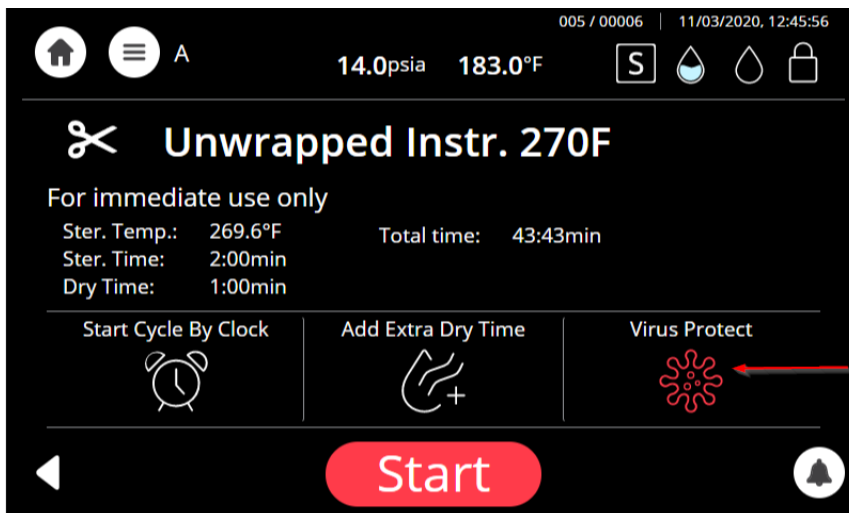 005 / 00006 | 11/03/2020, 12:45:56
A 14.0psia 183.0°F S
Unwrapped Instr. 270F
For immediate use only
Ster. Temp.: 269.6°F Total time: 43:43min
Ster. Time: 2:00min
Dry Time: 1:00min
Start Cycle By Clock Add Extra Dry Time Virus Protect
Start